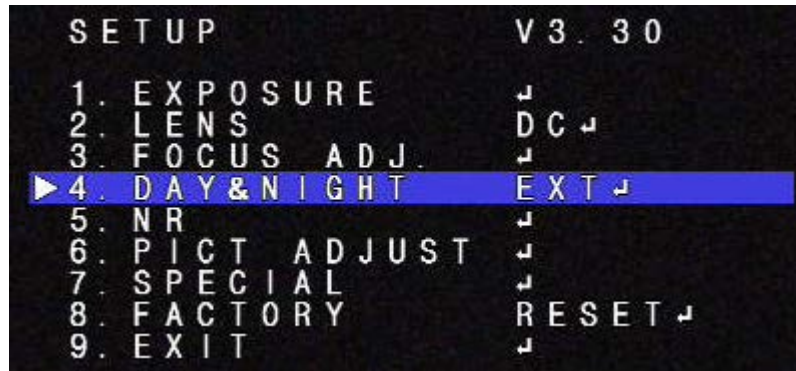 SETUP V3.30
1. EXPOSURE ↵
2. LENS DC↵
3. FOCUS ADJ. ↵
▶4. DAY&NIGHT EXT↵
5. NR ↵
6. PICT ADJUST ↵
7. SPECIAL ↵
8. FACTORY RESET↵
9. EXIT ↵